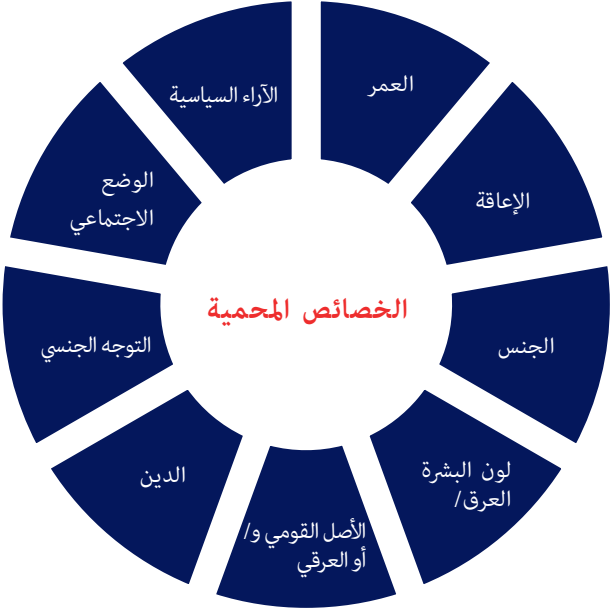 الخصائص المحمية
العمر
الإعاقة
الجنس
لون البشرة
العرق/
الأصل القومي و/
أو العرقي
الدين
التوجه الجنسي
الوضع
الاجتماعي
الآراء السياسية